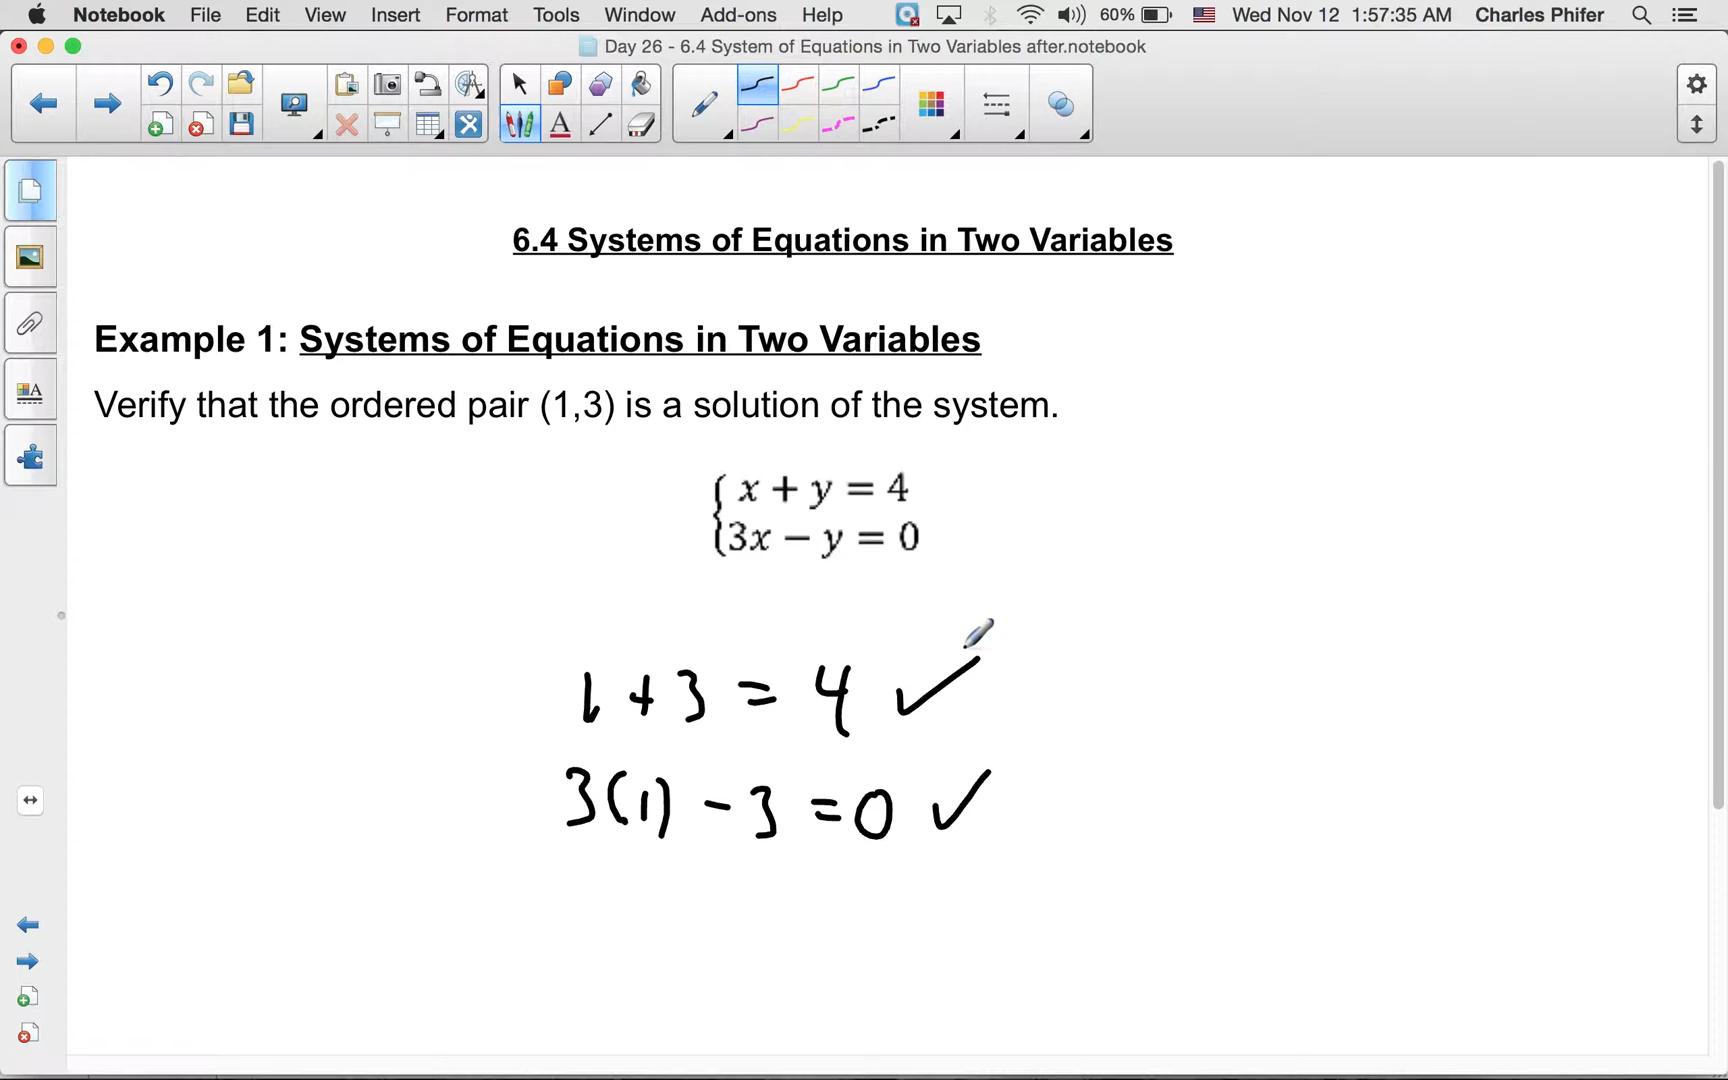 Notebook File Edit View Insert Format Tools Window Add-ons Help 60% Wed Nov 12 1:57:35 AM Charles Phifer
Day 26 - 6.4 System of Equations in Two Variables after.notebook
6.4 Systems of Equations in Two Variables
Example 1: Systems of Equations in Two Variables
Verify that the ordered pair (1,3) is a solution of the system.
x + y = 4
3x − y = 0
1 + 3 = 4 ✓
3(1) - 3 = 0 ✓